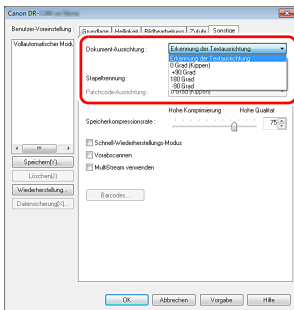 Canon DR-
Benutzer-Voreinstellung :
Grundlage Helligkeit Bildbearbeitung Zufuhr Sonstige
Vollautomatischer Modu
Dokument-Ausrichtung :
Erkennung der Textausrichtung
Erkennung der Textausrichtung
0 Grad (Kippen)
+90 Grad
180 Grad
-90 Grad
Stapeltrennung :
Patchcode-Ausrichtung :
0 Grad (Kippen)
Hohe Komprimierung Hohe Qualität
Speicherkompressionsrate :
75
Schnell-Wiederherstellungs-Modus
Vorabscannen
MultiStream verwenden
Speichern(V)...
Löschen(J)
Wiederherstellung...
Datensicherung(X)...
Barcodes...
OK Abbrechen Vorgabe Hilfe